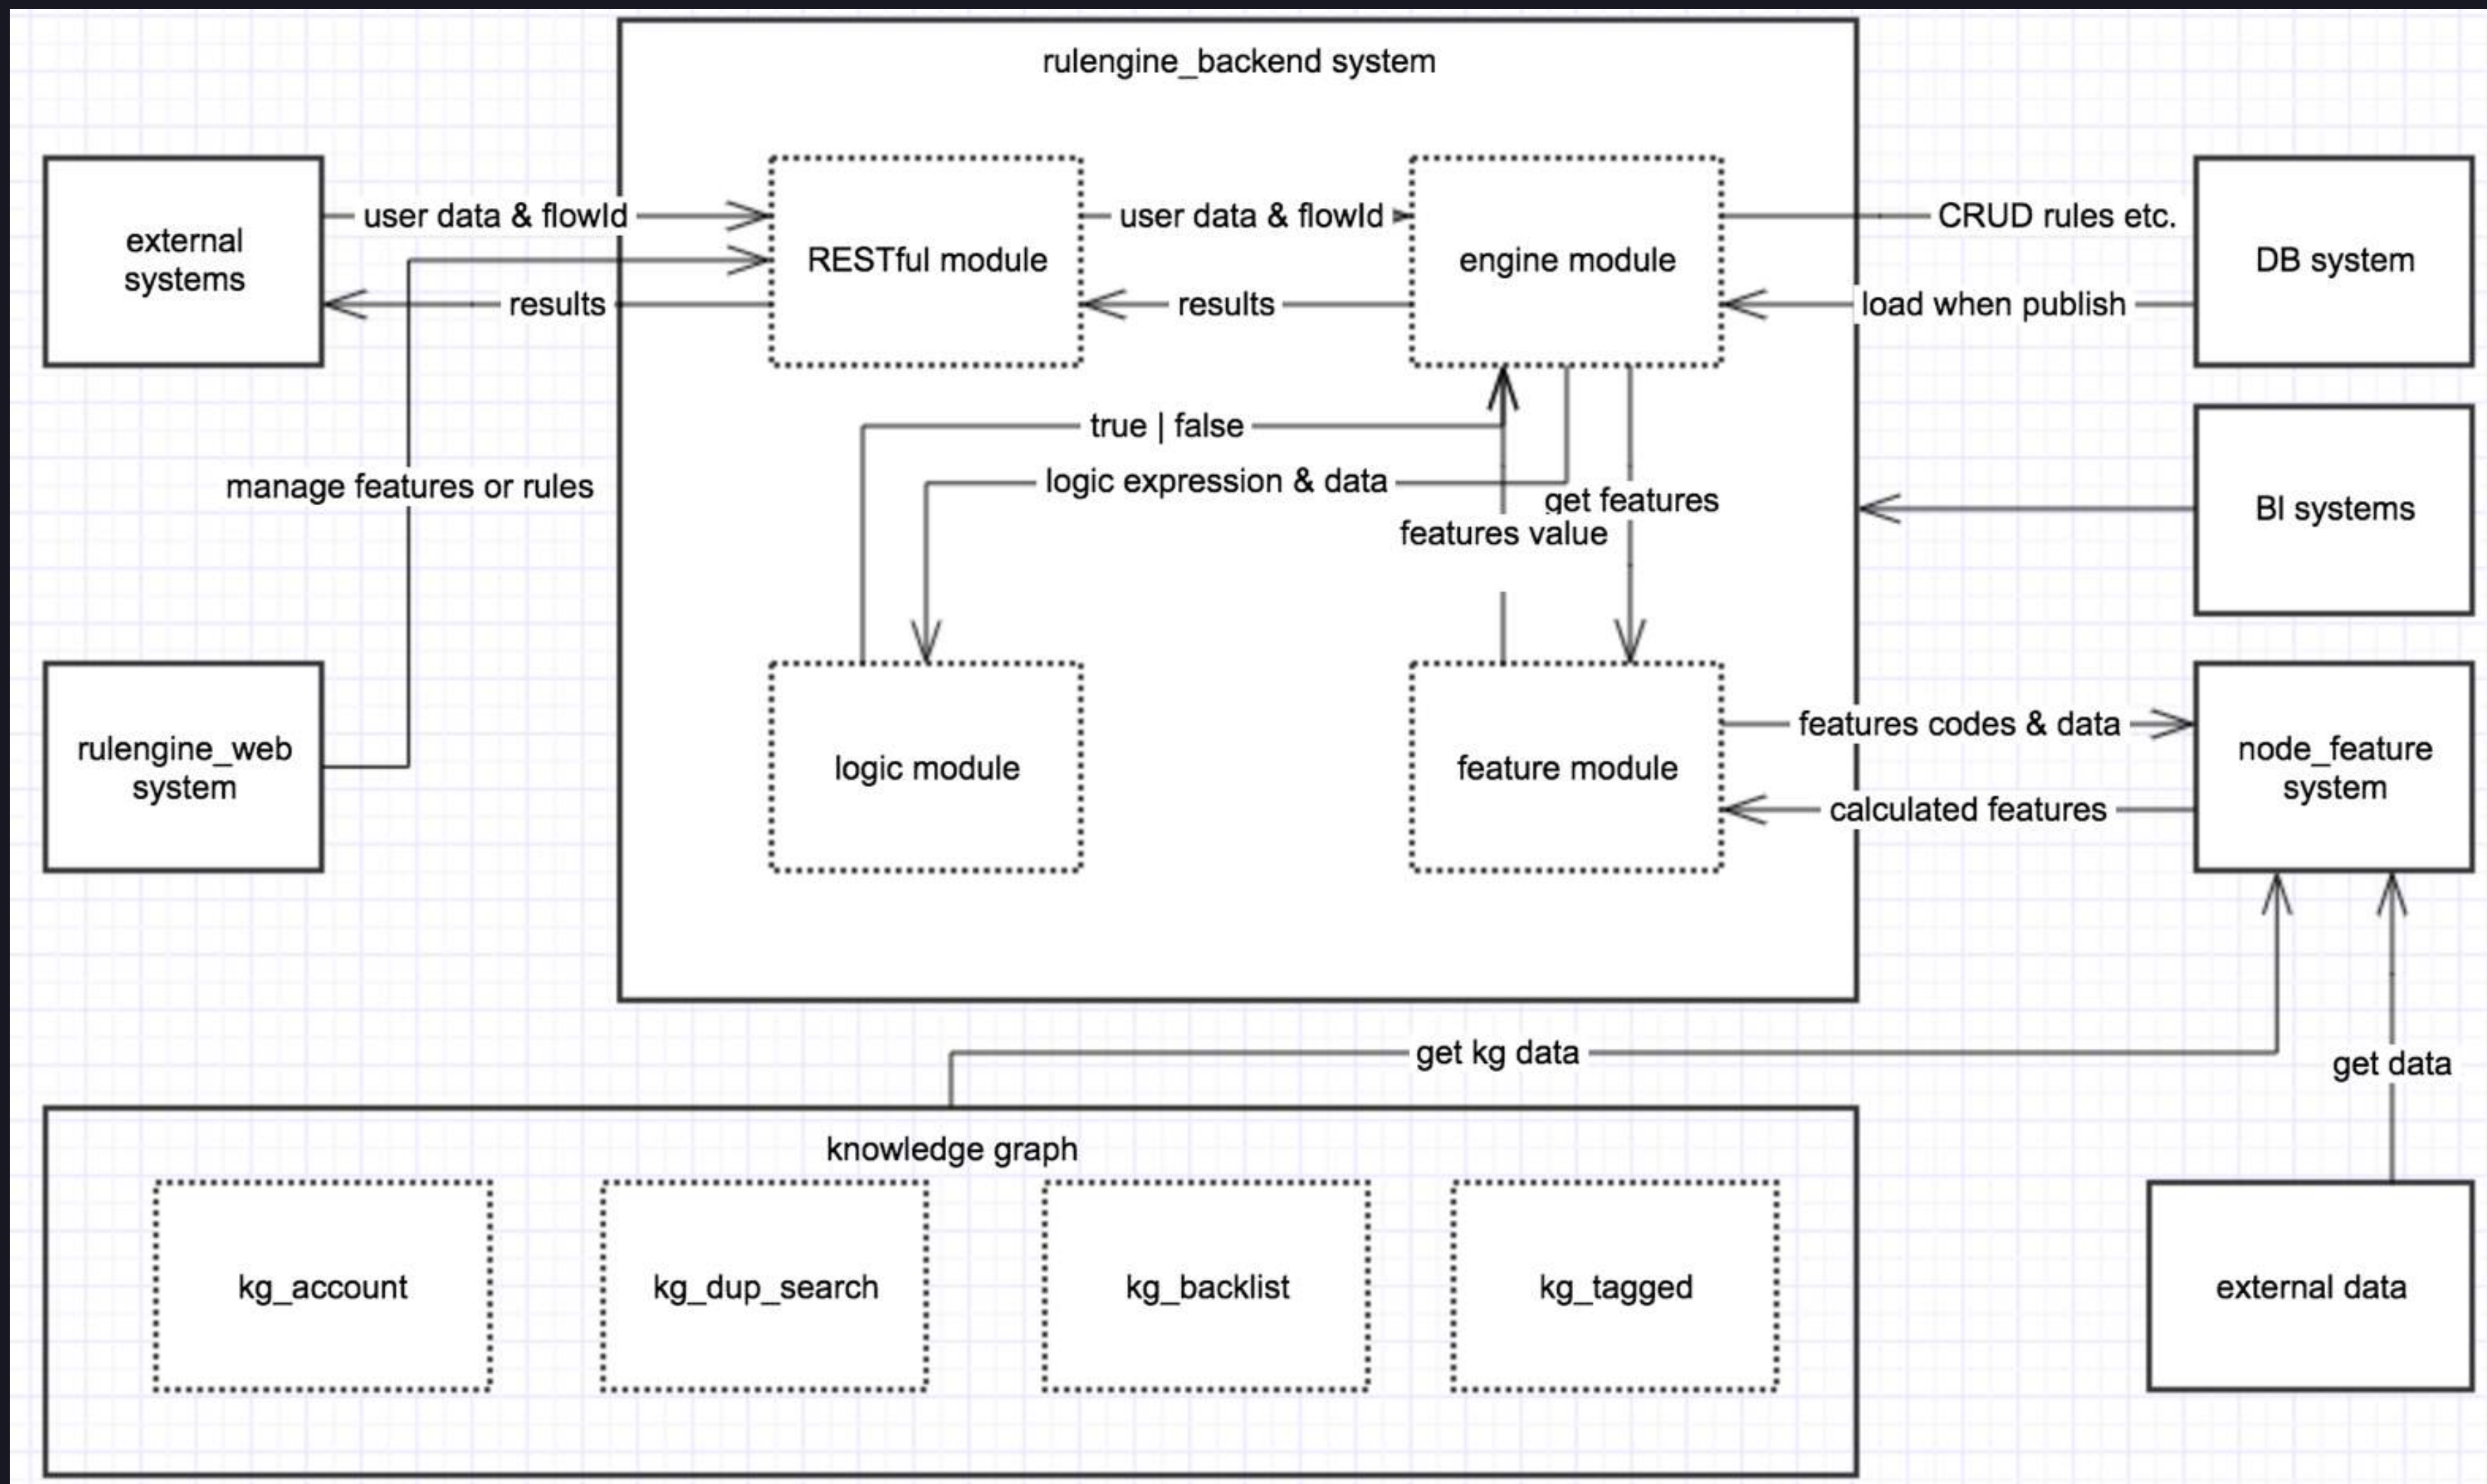 rulengine_backend system
external
systems
user data & flowId
RESTful module
user data & flowId
engine module
CRUD rules etc.
DB system
results
results
load when publish
true | false
logic expression & data
manage features or rules
get features
features value
BI systems
rulengine_web
system
logic module
feature module
features codes & data
node_feature
system
calculated features
get kg data
get data
knowledge graph
kg_account
kg_dup_search
kg_backlist
kg_tagged
external data